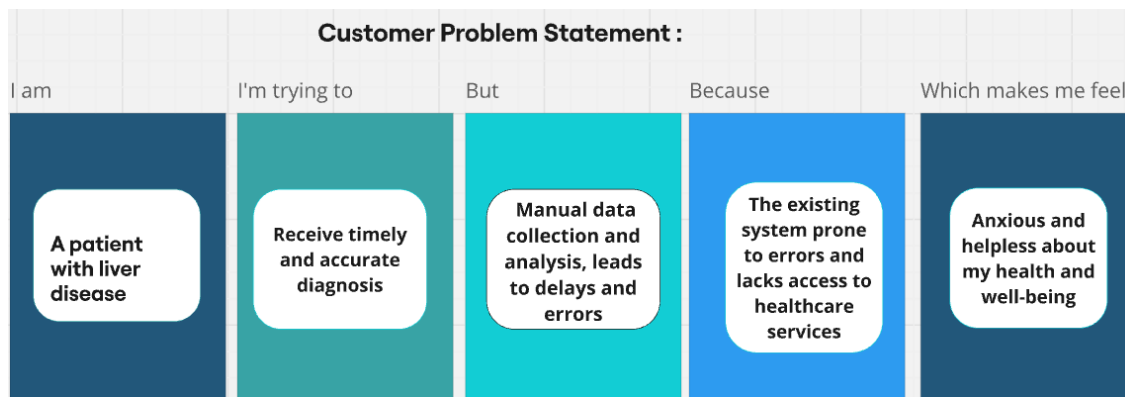 Customer Problem Statement :
I am
I'm trying to
But
Because
Which makes me feel
A patient
with liver
disease
Receive timely
and accurate
diagnosis
Manual data
collection and
analysis, leads
to delays and
errors
The existing
system prone
to errors and
lacks access to
healthcare
services
Anxious and
helpless about
my health and
well-being